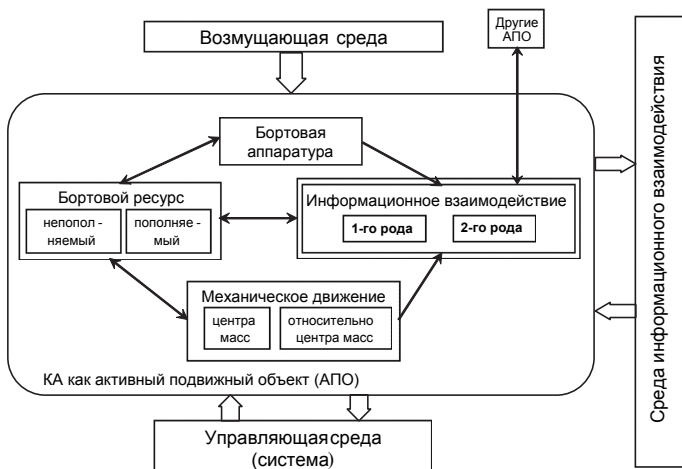 Возмущающая среда
Другие
АПО
Бортовая
аппаратура
Бортовой ресурс
непопол -
няемый
пополняе -
мый
Информационное взаимодействие
1-го рода
2-го рода
Механическое движение
центра
масс
относительно
центра масс
КА как активный подвижный объект (АПО)
Управляющая среда
(система)
Среда информационного взаимодействия